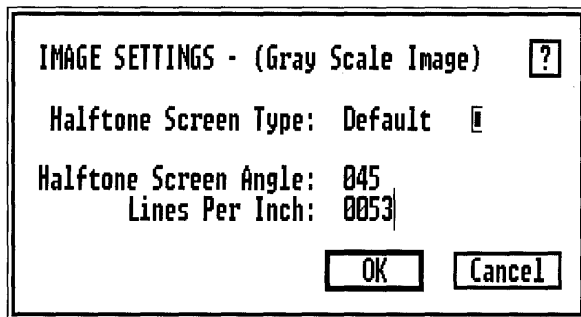 IMAGE SETTINGS - (Gray Scale Image) ?
Halftone Screen Type: Default
Halftone Screen Angle: 045
Lines Per Inch: 0053
OK Cancel